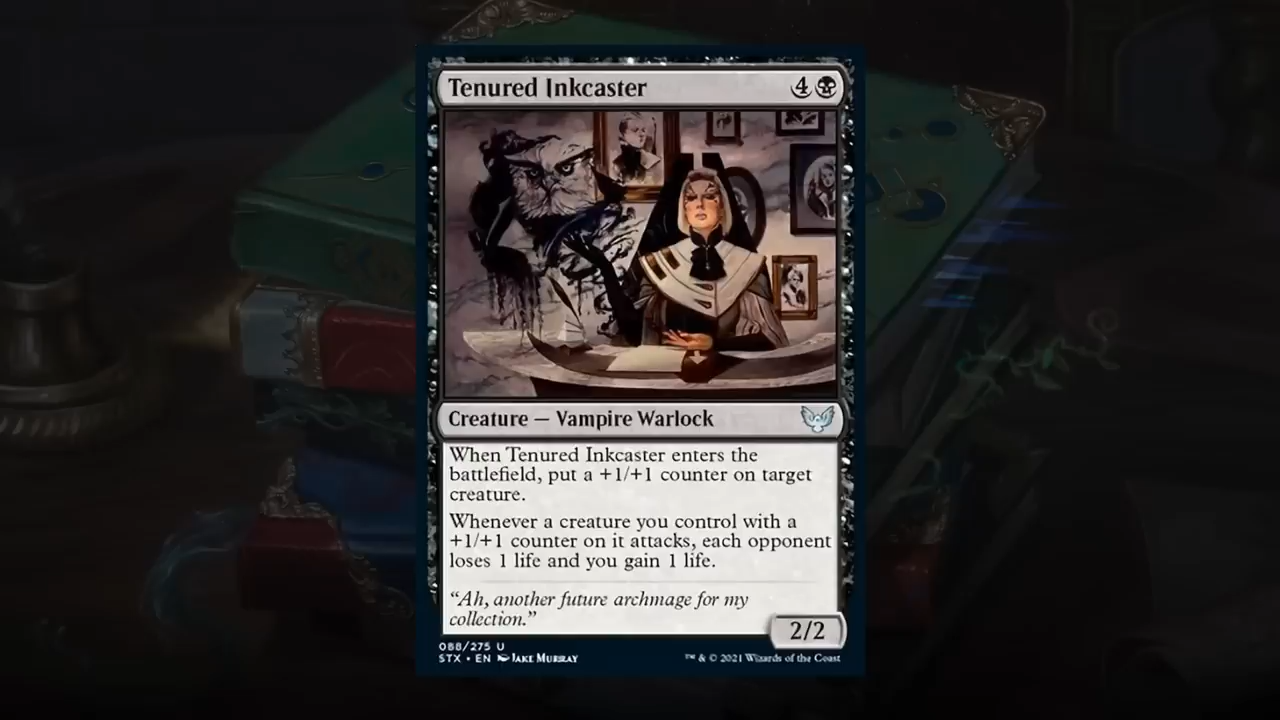 Tenured Inkcaster 4
Creature — Vampire Warlock
When Tenured Inkcaster enters the
battlefield, put a +1/+1 counter on target
creature.
Whenever a creature you control with a
+1/+1 counter on it attacks, each opponent
loses 1 life and you gain 1 life.
“Ah, another future archmage for my
collection.”
2/2
088/275 U
STX • EN JAKE MURRAY
™ & © 2021 Wizards of the Coast